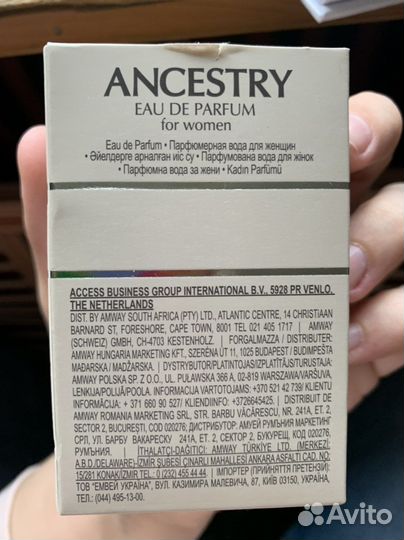 ANCESTRY
EAU DE PARFUM
for women
Eau de Parfum • Парфюмерная вода для женщин
• Әйелдерге арналған иіс су • Парфумована вода для жінок
• Парфюмна вода за жени • Kadın Parfümü
ACCESS BUSINESS GROUP INTERNATIONAL B.V., 5928 PR VENLO,
THE NETHERLANDS
DIST. BY AMWAY SOUTH AFRICA (PTY) LTD., ATLANTIC CENTRE, 14 CHRISTIAAN
BARNARD ST, FORESHORE, CAPE TOWN, 8001 TEL 021 405 1717 | AMWAY
(SCHWEIZ) GMBH, CH-4703 KESTENHOLZ. | FORGALMAZZA / DISTRIBUTER:
AMWAY HUNGARIA MARKETING KFT., SZERÉNA ÚT 11, 1025 BUDAPEST / BUDIMPEŠTA
MAĐARSKA / MADŽARSKA. | DYSTRYBUTOR/PLATINTOJAS/IZPLATĪTĀJS/TURUSTAJA:
AMWAY POLSKA SP. Z O.O., UL. PUŁAWSKA 366 A, 02-819 WARSZAWA/VARŠAVA,
LENKIJA/POLIJĀ/POOLA. INFORMACIJA VARTOTOJAMS: +370 521 42 739/ KLIENTU
INFORMĀCIJA: + 371 660 90 527/ KLIENDIINFO: +3726645425. | DISTRIBUIT DE
AMWAY ROMANIA MARKETING SRL, STR. BARBU VĂCĂRESCU, NR. 241A, ET. 2,
SECTOR 2, BUCUREȘTI, COD 020276; ДИСТРИБУТОР: АМУЕЙ РУМЪНИЯ МАРКЕТИНГ
СРЛ, УЛ. БАРБУ ВАКАРЕСКУ 241А, ЕТ. 2, СЕКТОР 2, БУКУРЕЩ, КОД 020276,
РУМЪНИЯ. | İTHALATÇI-DAĞITICI: AMWAY TÜRKİYE LTD. (MERKEZİ
A.B.D.(DELAWARE)-İZMİR ŞUBESİ ÇINARLI MAHALLESİ ANKARA ASFALTI CAD. NO:
15/281 KONAK/İZMİR TEL: 0 (232) 455 44 44. | ІМПОРТЕР (ПРИЙНЯТТЯ ПРЕТЕНЗІЙ):
ТОВ "ЕМВЕЙ УКРАЇНА", ВУЛ. КАЗИМИРА МАЛЕВИЧА, 87, КИЇВ 03150, УКРАЇНА,
ТЕЛ.: (044) 495-13-00.
Avito